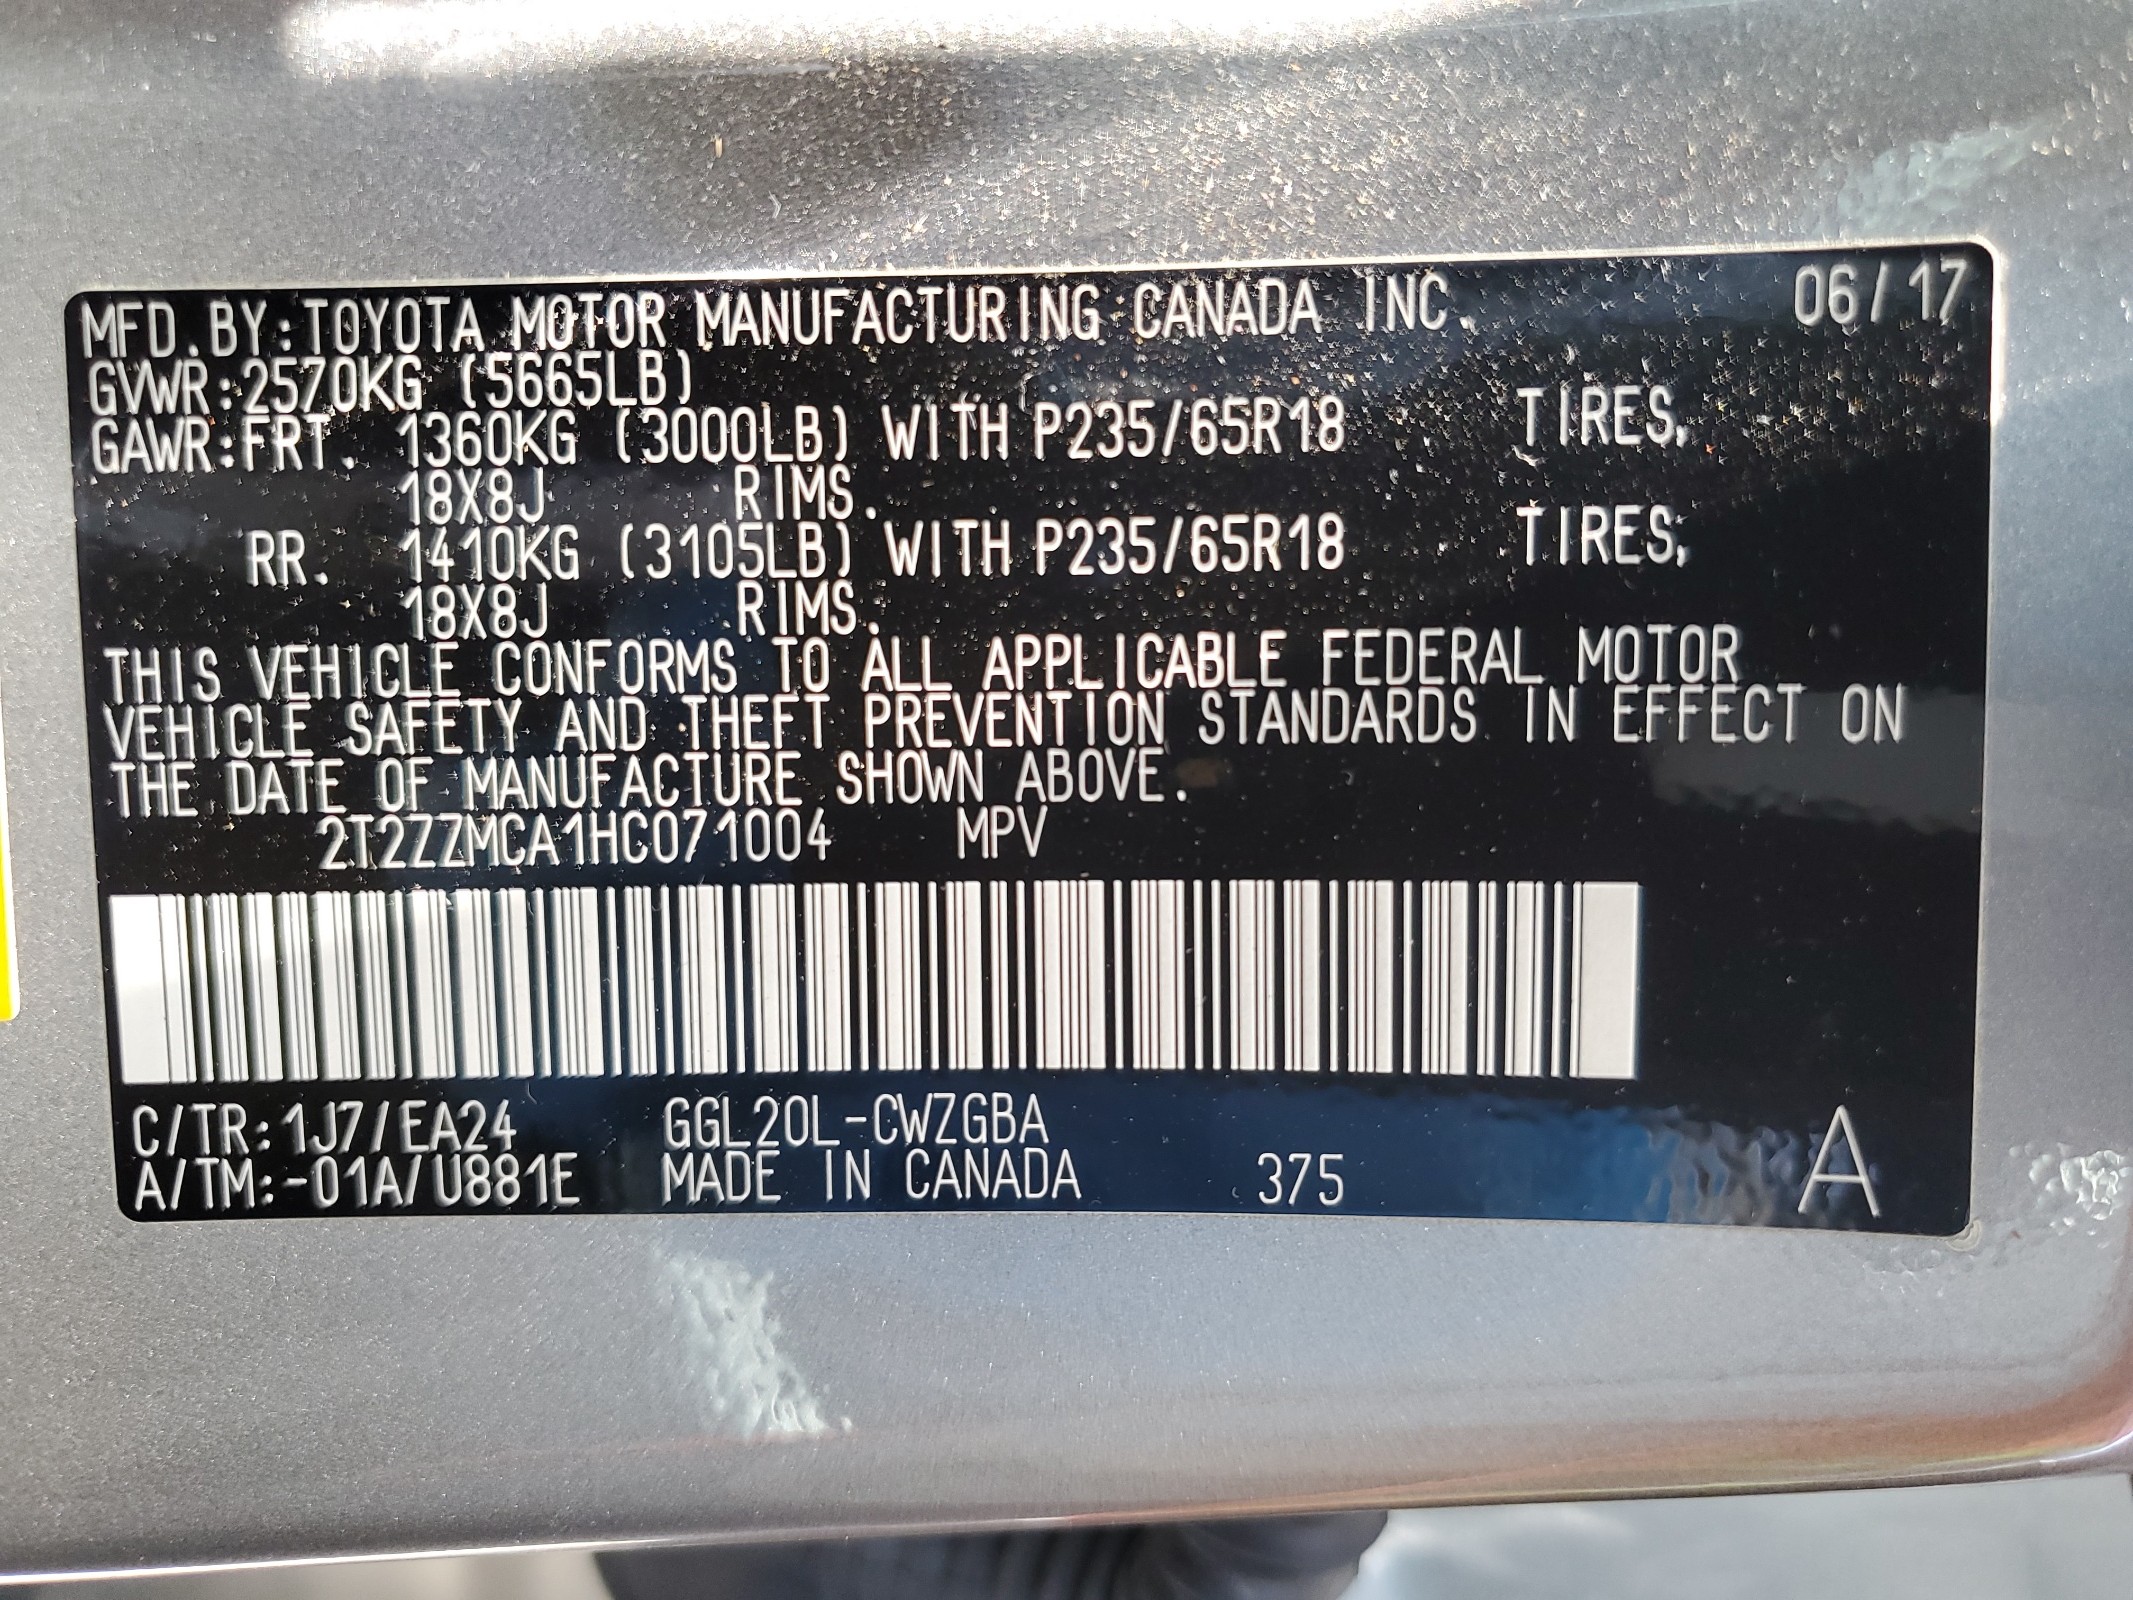 MFD. BY: TOYOTA MOTOR MANUFACTURING CANADA INC. 06/17
GVWR: 2570KG (5665LB)
GAWR: FRT. 1360KG (3000LB) WITH P235/65R18 TIRES,
18X8J RIMS.
RR. 1410KG (3105LB) WITH P235/65R18 TIRES,
18X8J RIMS.
THIS VEHICLE CONFORMS TO ALL APPLICABLE FEDERAL MOTOR
VEHICLE SAFETY AND THEFT PREVENTION STANDARDS IN EFFECT ON
THE DATE OF MANUFACTURE SHOWN ABOVE.
2T2ZZMCA1HC071004 MPV
C/TR: 1J7/EA24 GGL20L-CWZGBA
A/TM: -01A/U881E MADE IN CANADA 375 A